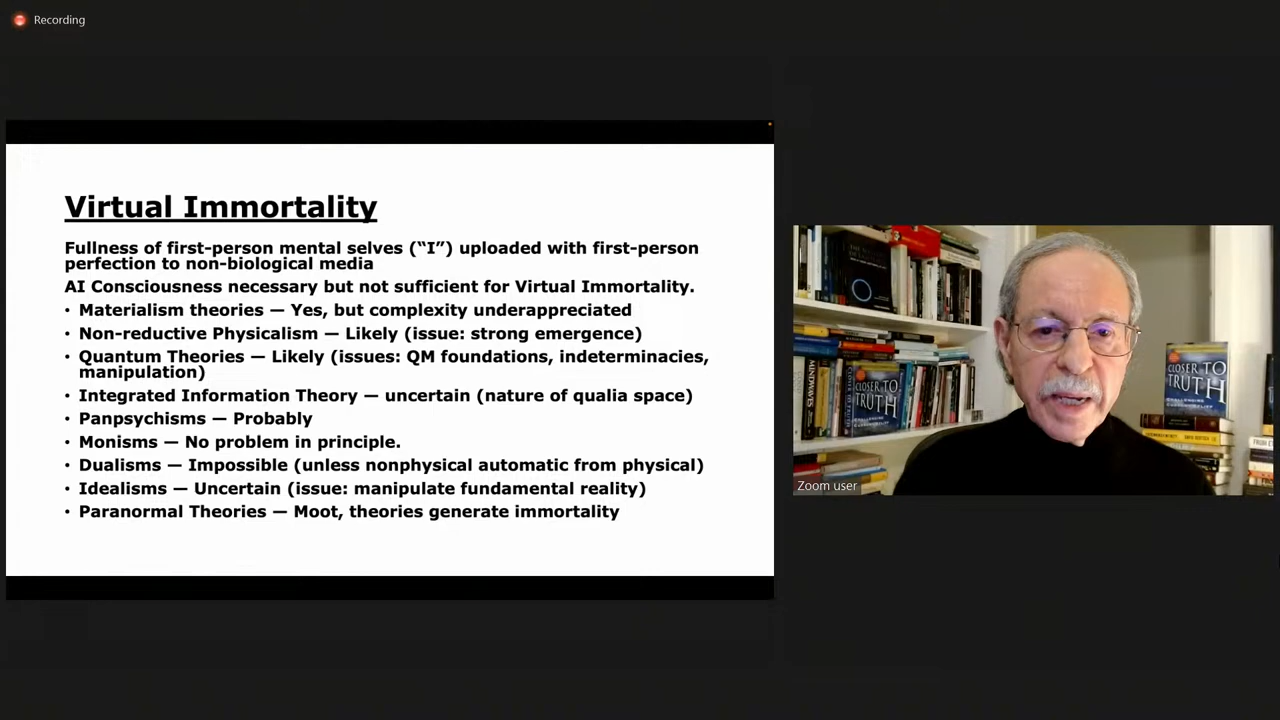 Recording
Virtual Immortality
Fullness of first-person mental selves (“I”) uploaded with first-person
perfection to non-biological media
AI Consciousness necessary but not sufficient for Virtual Immortality.
• Materialism theories — Yes, but complexity underappreciated
• Non-reductive Physicalism — Likely (issue: strong emergence)
• Quantum Theories — Likely (issues: QM foundations, indeterminacies,
manipulation)
• Integrated Information Theory — uncertain (nature of qualia space)
• Panpsychisms — Probably
• Monisms — No problem in principle.
• Dualisms — Impossible (unless nonphysical automatic from physical)
• Idealisms — Uncertain (issue: manipulate fundamental reality)
• Paranormal Theories — Moot, theories generate immortality
MINDWAVES
CLOSER TO
TRUTH
CLOSER TO
TRUTH
Zoom user